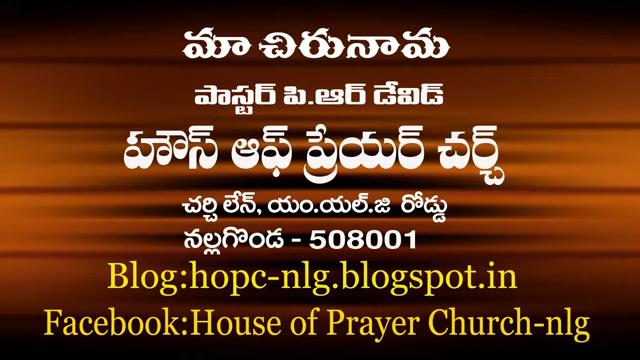 మా చిరునామ
పాస్టర్ పి.ఆర్ డేవిడ్
హౌస్ ఆఫ్ ప్రేయర్ చర్చ్
చర్చి లేన్, యం.యల్.జి రోడ్డు
నల్లగొండ - 508001
Blog:hopc-nlg.blogspot.in
Facebook:House of Prayer Church-nlg